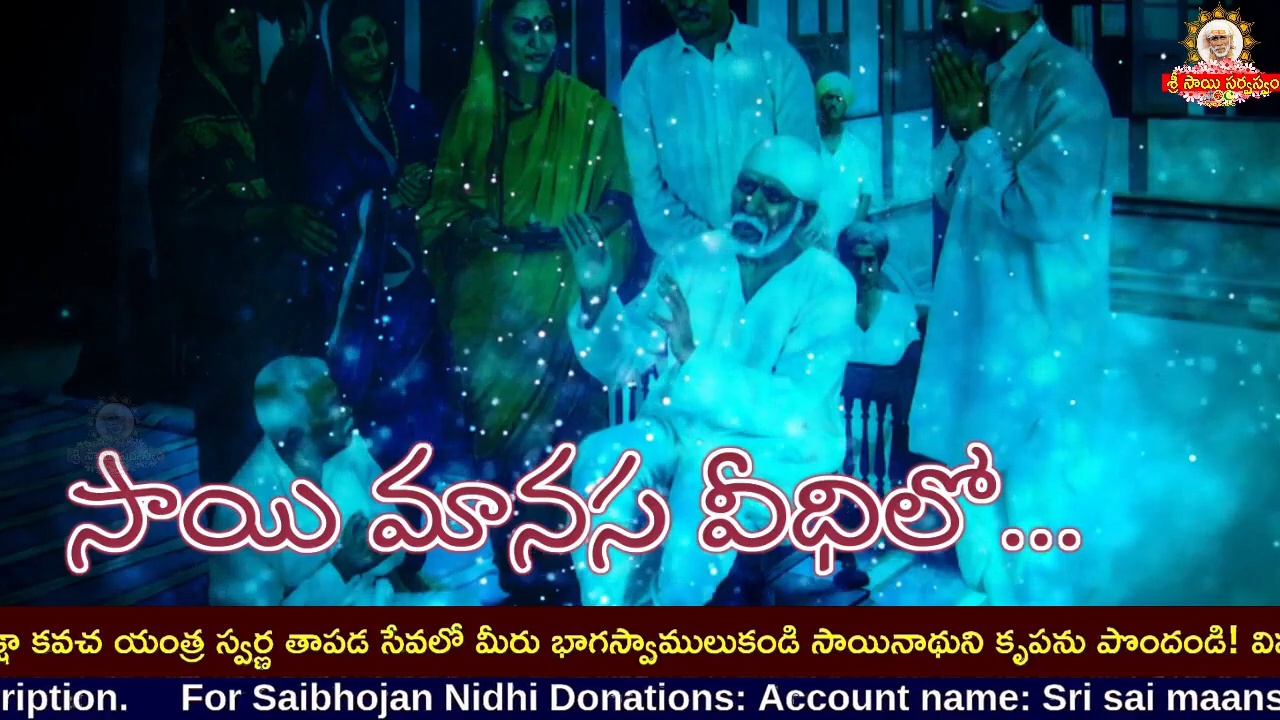 శ్రీ సాయి సర్వస్వం
సాయి మానస వీధిలో...
కవచ యంత్ర స్వర్ణ తాపడ సేవలో మీరు భాగస్వాములుకండి సాయినాథుని కృపను పొందండి!
ription. For Saibhojan Nidhi Donations: Account name: Sri sai maans